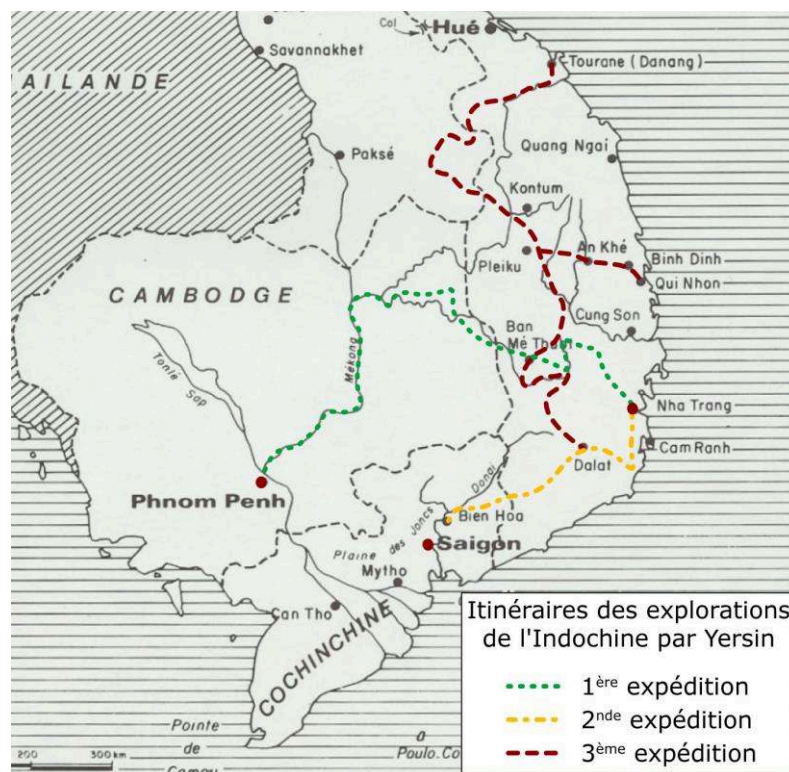 Col
Hué
Savannakhet
Tourane (Danang)
AILANDE
Paksé
Quang Ngai
Kontum
An Khé
Binh Dinh
Pleiku
Qui Nhon
CAMBODGE
Cung Son
Ban
Mé Thuot
Mékong
Tonlé Sap
Nha Trang
Cam Ranh
Dalat
Phnom Penh
Donai
Bien Hoa
Plaine des Joncs
Saigon
Mytho
Can Tho
COCHINCHINE
Itinéraires des explorations
de l'Indochine par Yersin
1ère expédition
2nde expédition
3ème expédition
Pointe
de
a
Poulo.Co
200 300 km